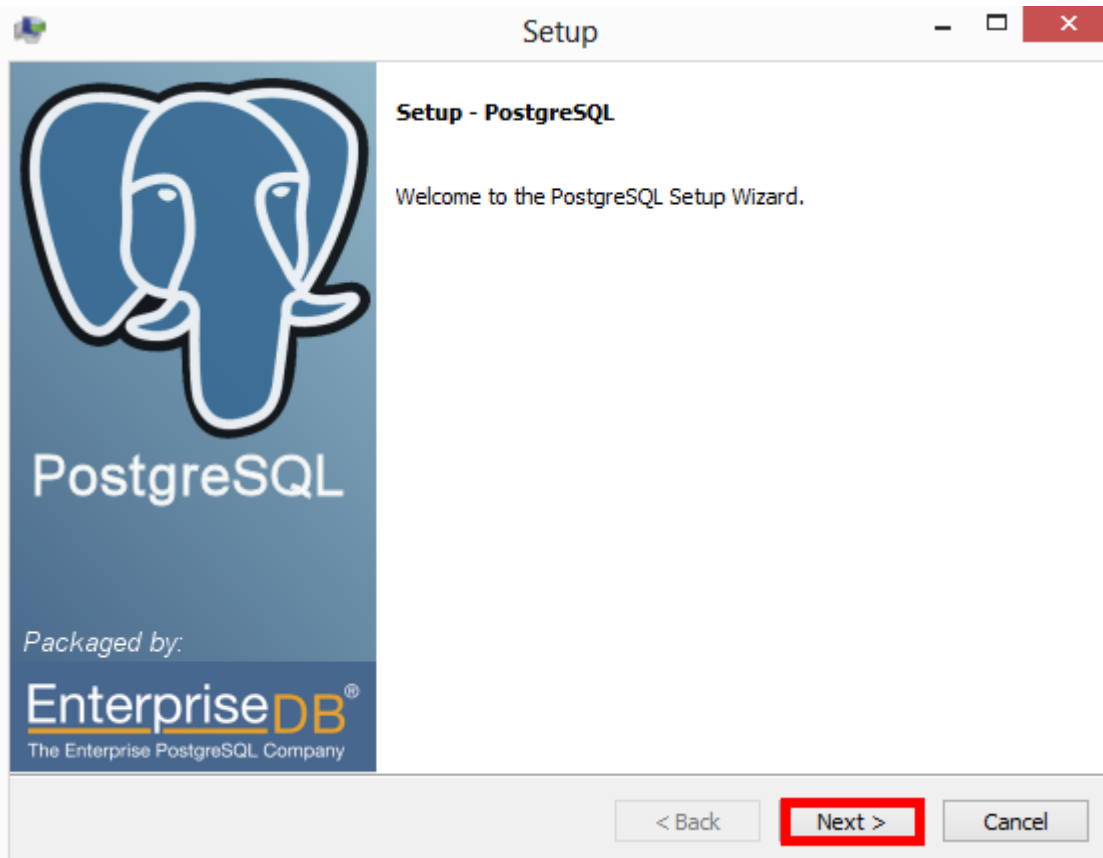 Setup
Setup - PostgreSQL
Welcome to the PostgreSQL Setup Wizard.
PostgreSQL
Packaged by:
EnterpriseDB®
The Enterprise PostgreSQL Company
< Back
Next >
Cancel